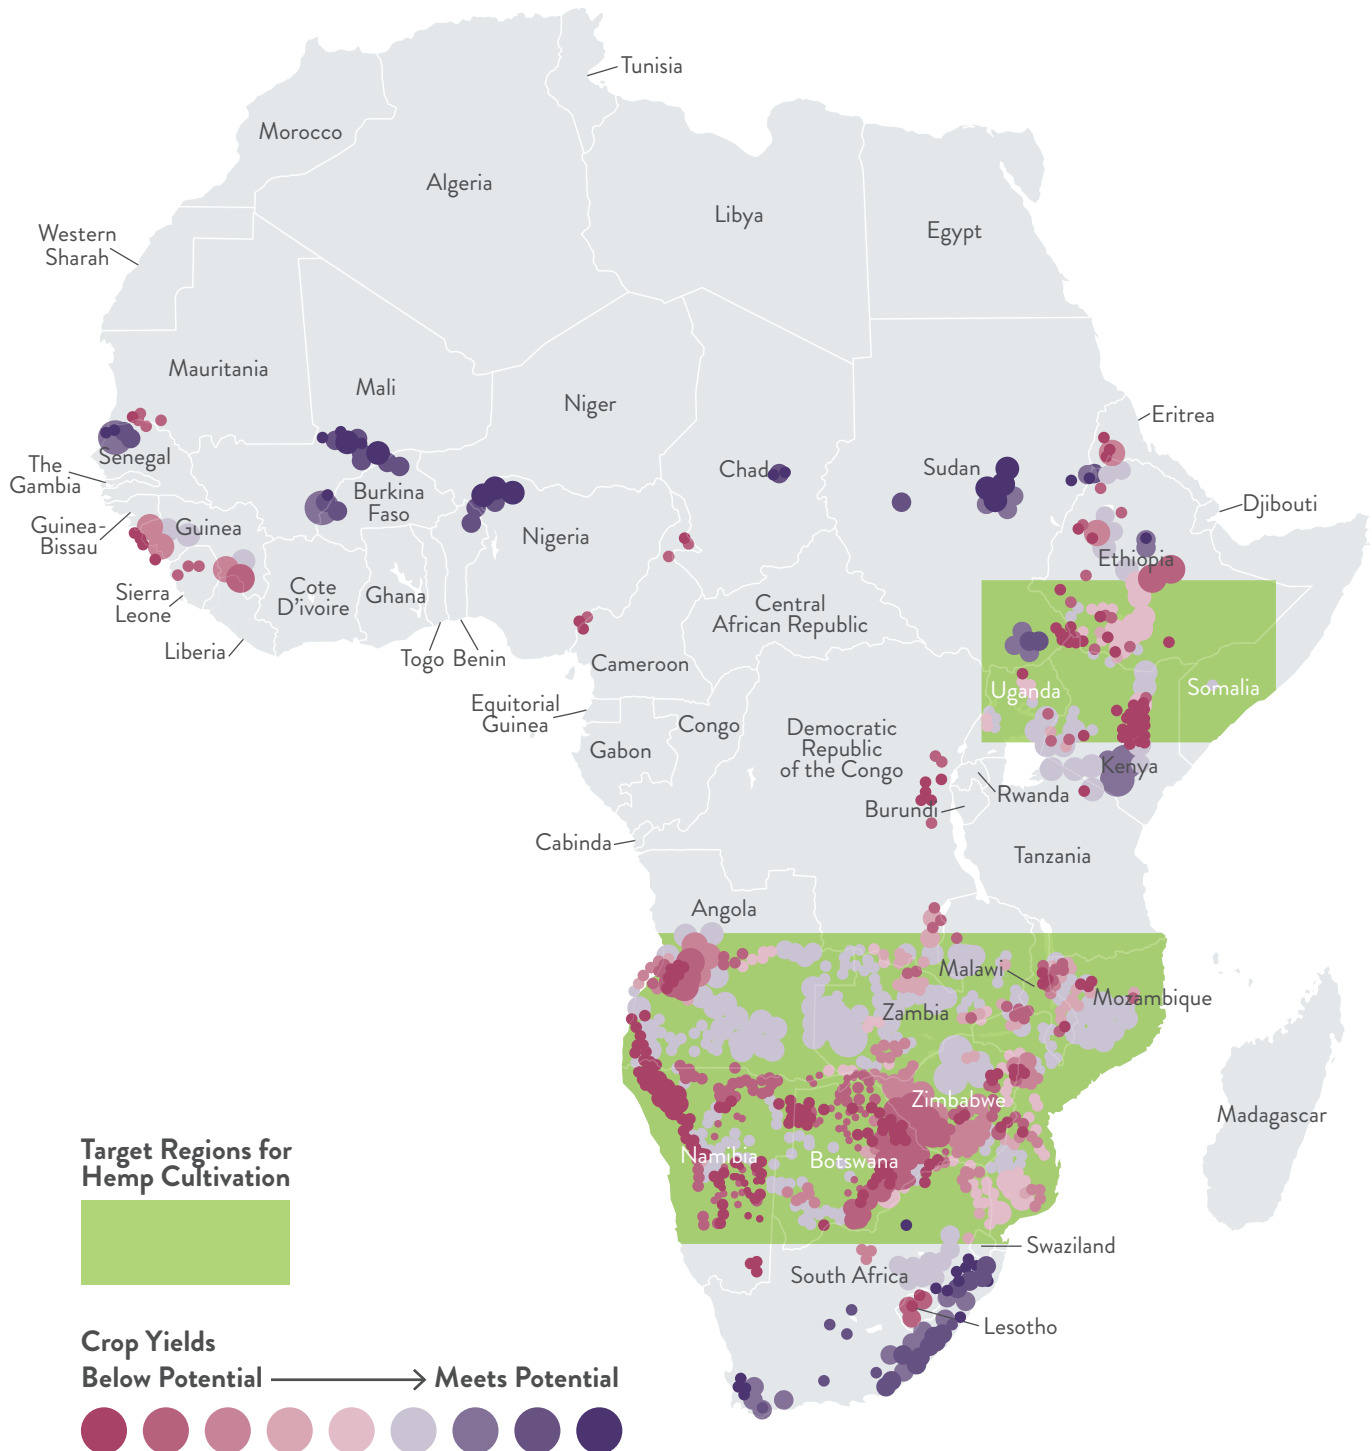 Tunisia
Morocco
Algeria
Libya
Egypt
Western
Sharah
Mauritania
Mali
Niger
Chad
Sudan
Eritrea
Senegal
The
Gambia
Burkina
Faso
Djibouti
Guinea-
Bissau
Guinea
Nigeria
Ethiopia
Sierra
Leone
Cote
D'ivoire
Ghana
Central
African Republic
Liberia
Togo
Benin
Cameroon
Uganda
Somalia
Equitorial
Guinea
Congo
Gabon
Democratic
Republic
of the Congo
Kenya
Rwanda
Burundi
Cabinda
Tanzania
Angola
Malawi
Mozambique
Zambia
Zimbabwe
Madagascar
Namibia
Botswana
Swaziland
South Africa
Lesotho
Target Regions for
Hemp Cultivation
Crop Yields
Below Potential
Meets Potential